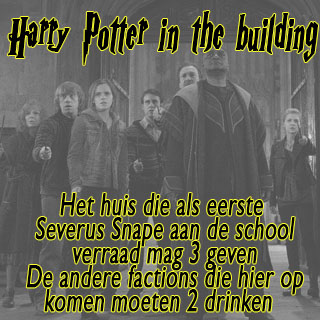 Harry Potter in the building
Het huis die als eerste
Severus Snape aan de school
verraad mag 3 geven
De andere factions die hier op
komen moeten 2 drinken